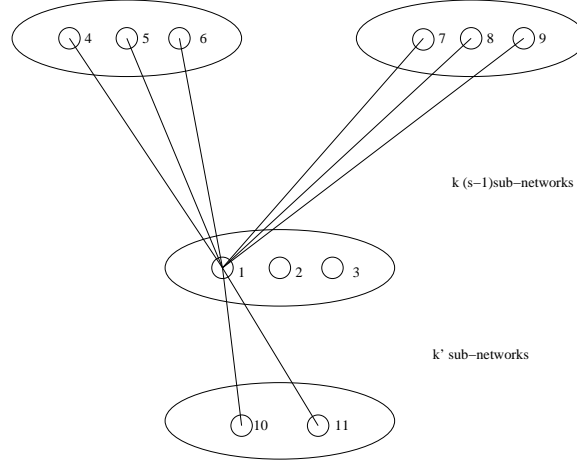 4 5 6 7 8 9
k (s−1)sub−networks
1 2 3
k' sub−networks
10 11